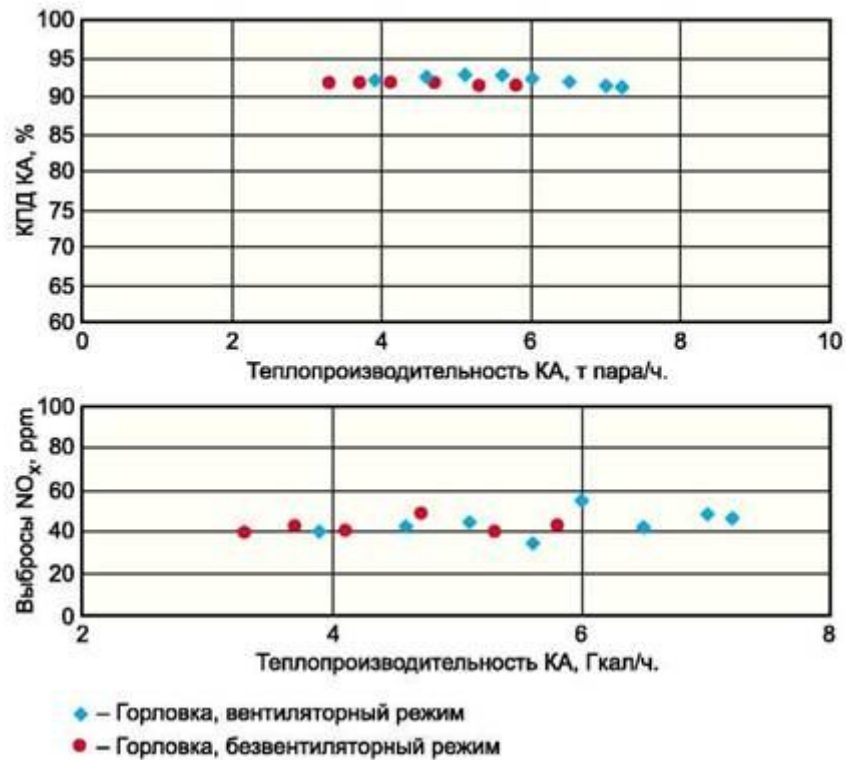 100
95
90
85
80
75
70
65
60
КПД КА, %
0 2 4 6 8 10
Теплопроизводительность КА, т пара/ч.
100
80
60
40
20
0
Выбросы NOx, ppm
2 4 6 8
Теплопроизводительность КА, Гкал/ч.
– Горловка, вентиляторный режим
– Горловка, безвентиляторный режим